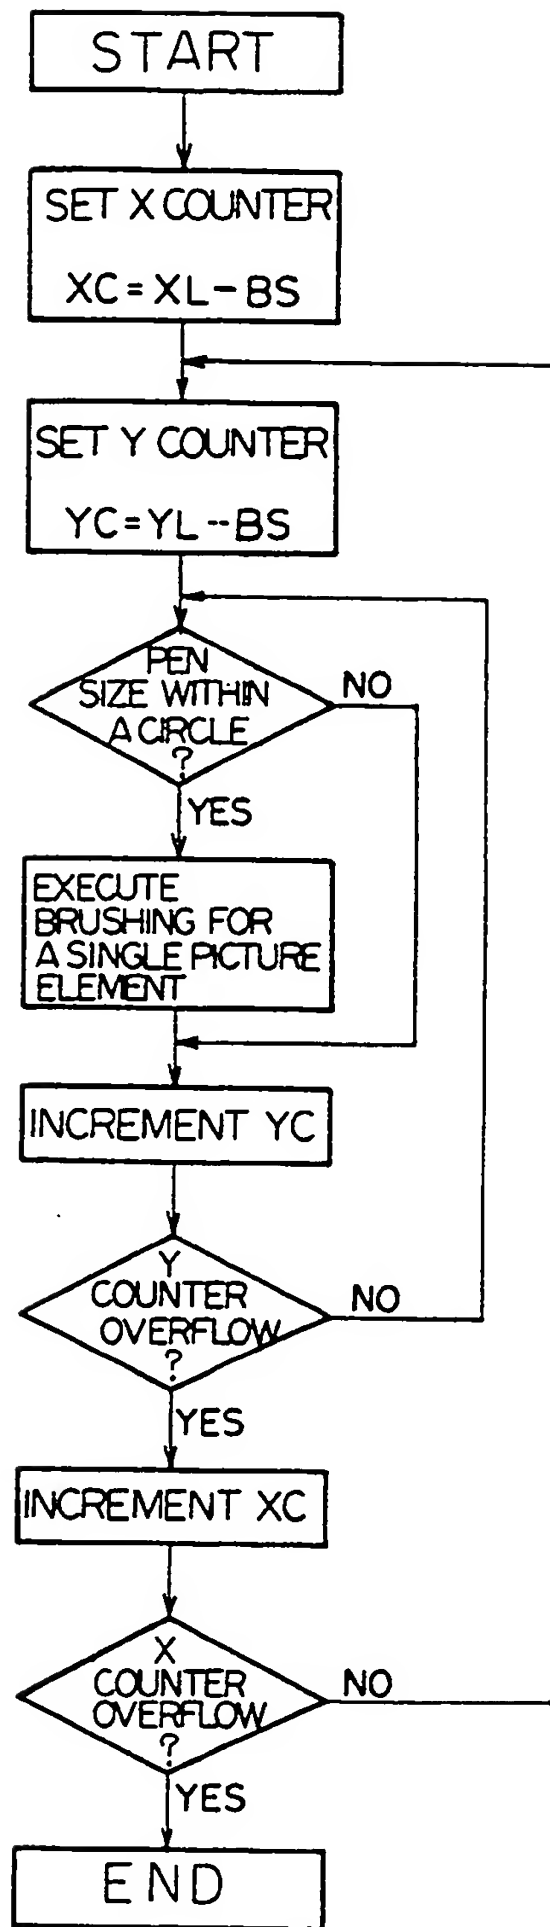 START
SET X COUNTER
XC=XL-BS
SET Y COUNTER
YC=YL--BS
PEN
SIZE WITHIN
A CIRCLE
?
NO
YES
EXECUTE
BRUSHING FOR
A SINGLE PICTURE
ELEMENT
INCREMENT YC
Y
COUNTER
OVERFLOW
?
NO
YES
INCREMENT XC
X
COUNTER
OVERFLOW
?
NO
YES
END